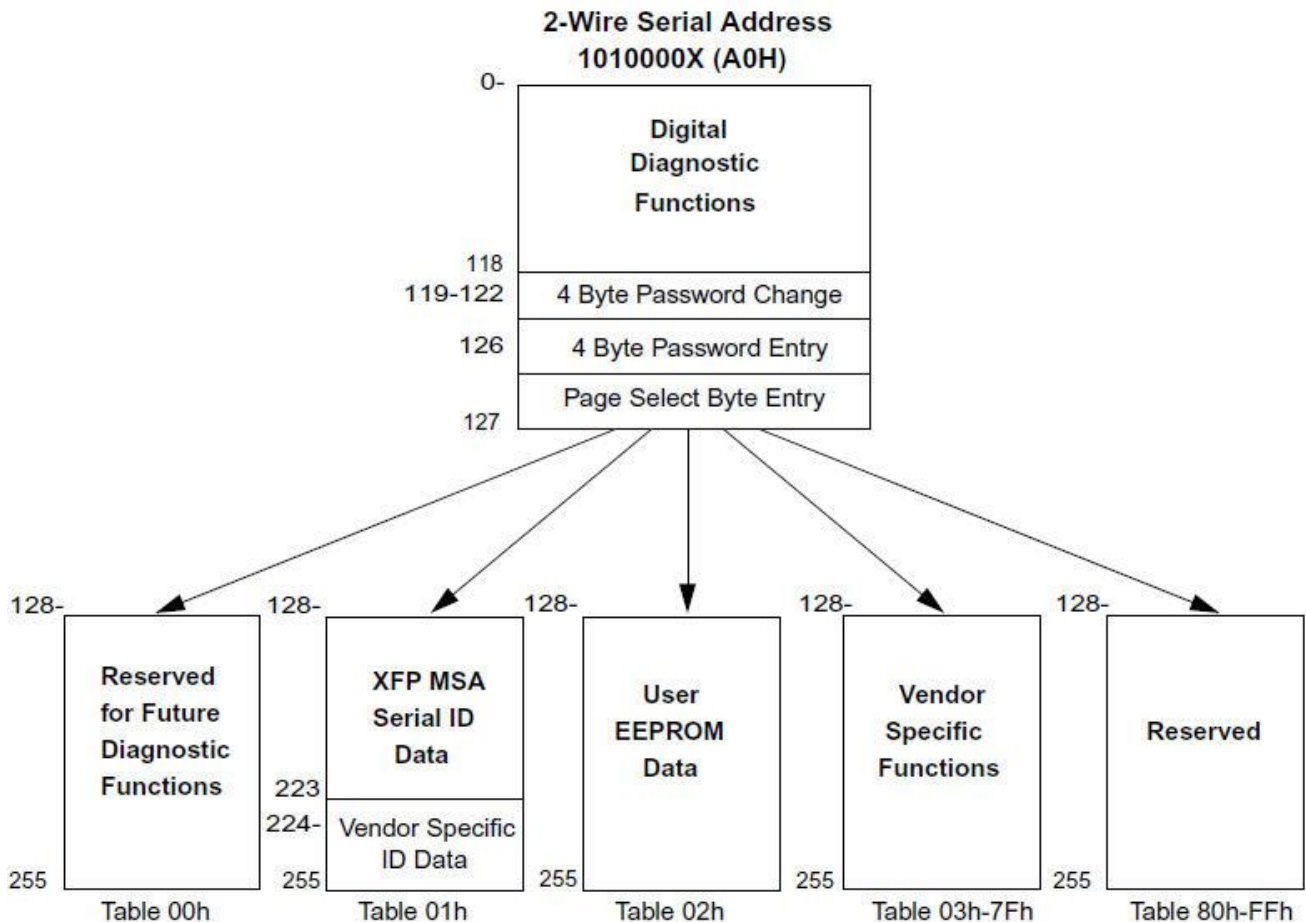 2-Wire Serial Address
1010000X (A0H)
0-
Digital
Diagnostic
Functions
118
119-122
4 Byte Password Change
126
4 Byte Password Entry
Page Select Byte Entry
127
128-
Reserved
for Future
Diagnostic
Functions
255
Table 00h
128-
XFP MSA
Serial ID
Data
223
224-
Vendor Specific
ID Data
255
Table 01h
128-
User
EEPROM
Data
255
Table 02h
128-
Vendor
Specific
Functions
255
Table 03h-7Fh
128-
Reserved
255
Table 80h-FFh